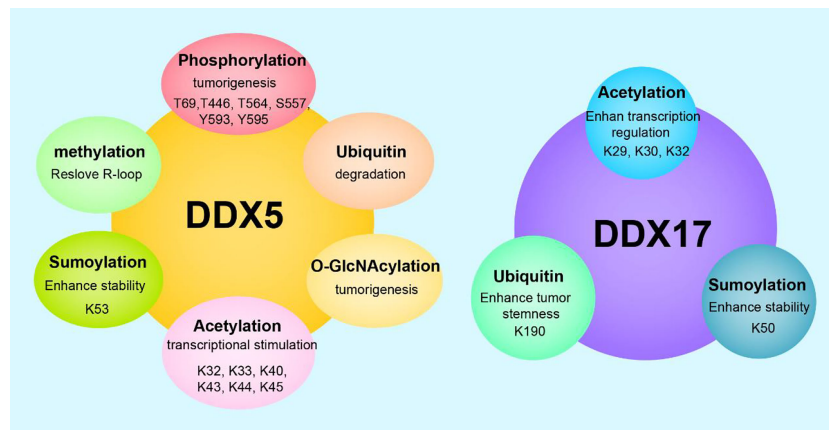 Phosphorylation
tumorigenesis
T69,T446, T564, S557,
Y593, Y595
methylation
Reslove R-loop
Ubiquitin
degradation
DDX5
Sumoylation
Enhance stability
K53
O-GlcNAcylation
tumorigenesis
Acetylation
transcriptional stimulation
K32, K33, K40,
K43, K44, K45
Acetylation
Enhan transcription
regulation
K29, K30, K32
DDX17
Ubiquitin
Enhance tumor
stemness
K190
Sumoylation
Enhance stability
K50